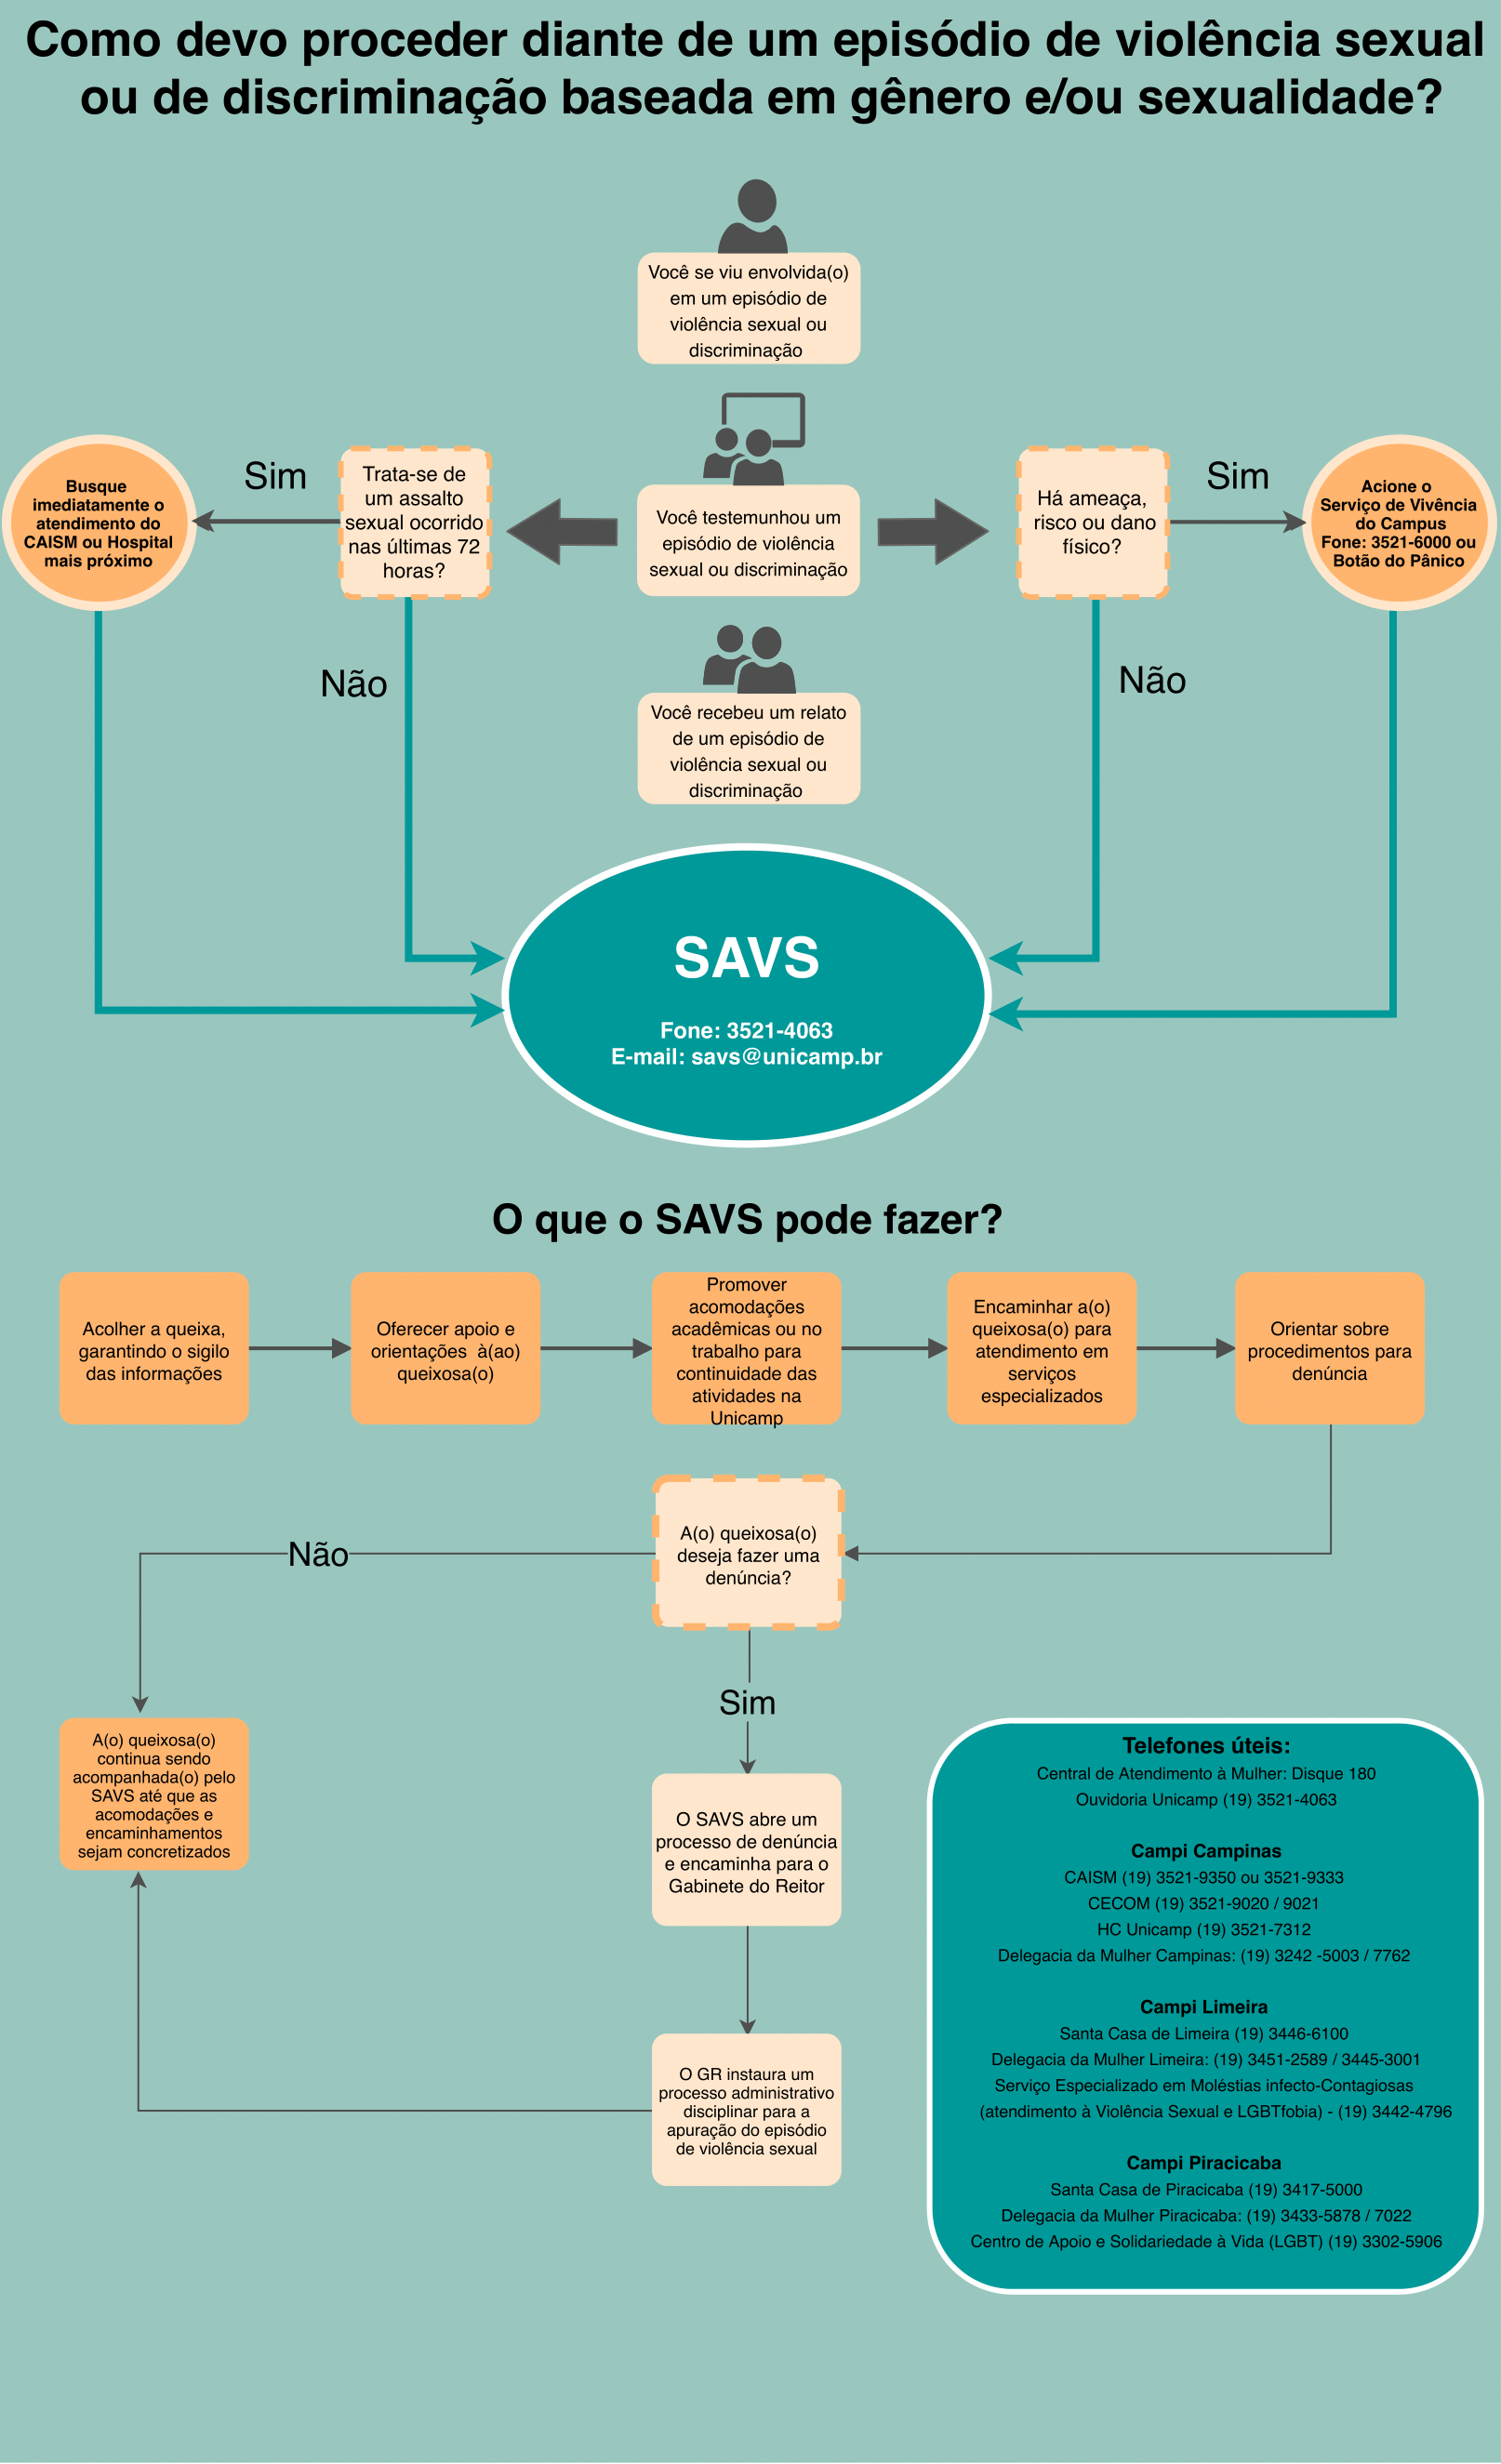 Como devo proceder diante de um episódio de violência sexual
ou de discriminação baseada em gênero e/ou sexualidade?
Você se viu envolvida(o)
em um episódio de
violência sexual ou
discriminação
Busque
imediatamente o
atendimento do
CAISM ou Hospital
mais próximo
Sim
Trata-se de
um assalto
sexual ocorrido
nas últimas 72
horas?
Não
Você testemunhou um
episódio de violência
sexual ou discriminação
Há ameaça,
risco ou dano
físico?
Sim
Acione o
Serviço de Vivência
do Campus
Fone: 3521-6000 ou
Botão do Pânico
Não
Você recebeu um relato
de um episódio de
violência sexual ou
discriminação
SAVS
Fone: 3521-4063
E-mail: savs@unicamp.br
O que o SAVS pode fazer?
Acolher a queixa,
garantindo o sigilo
das informações
Oferecer apoio e
orientações à(ao)
queixosa(o)
Promover
acomodações
acadêmicas ou no
trabalho para
continuidade das
atividades na
Unicamp
Encaminhar a(o)
queixosa(o) para
atendimento em
serviços
especializados
Orientar sobre
procedimentos para
denúncia
A(o) queixosa(o)
deseja fazer uma
denúncia?
Não
Sim
A(o) queixosa(o)
continua sendo
acompanhada(o) pelo
SAVS até que as
acomodações e
encaminhamentos
sejam concretizados
O SAVS abre um
processo de denúncia
e encaminha para o
Gabinete do Reitor
O GR instaura um
processo administrativo
disciplinar para a
apuração do episódio
de violência sexual
Telefones úteis:
Central de Atendimento à Mulher: Disque 180
Ouvidoria Unicamp (19) 3521-4063
Campi Campinas
CAISM (19) 3521-9350 ou 3521-9333
CECOM (19) 3521-9020 / 9021
HC Unicamp (19) 3521-7312
Delegacia da Mulher Campinas: (19) 3242 -5003 / 7762
Campi Limeira
Santa Casa de Limeira (19) 3446-6100
Delegacia da Mulher Limeira: (19) 3451-2589 / 3445-3001
Serviço Especializado em Moléstias infecto-Contagiosas
(atendimento à Violência Sexual e LGBTfobia) - (19) 3442-4796
Campi Piracicaba
Santa Casa de Piracicaba (19) 3417-5000
Delegacia da Mulher Piracicaba: (19) 3433-5878 / 7022
Centro de Apoio e Solidariedade à Vida (LGBT) (19) 3302-5906